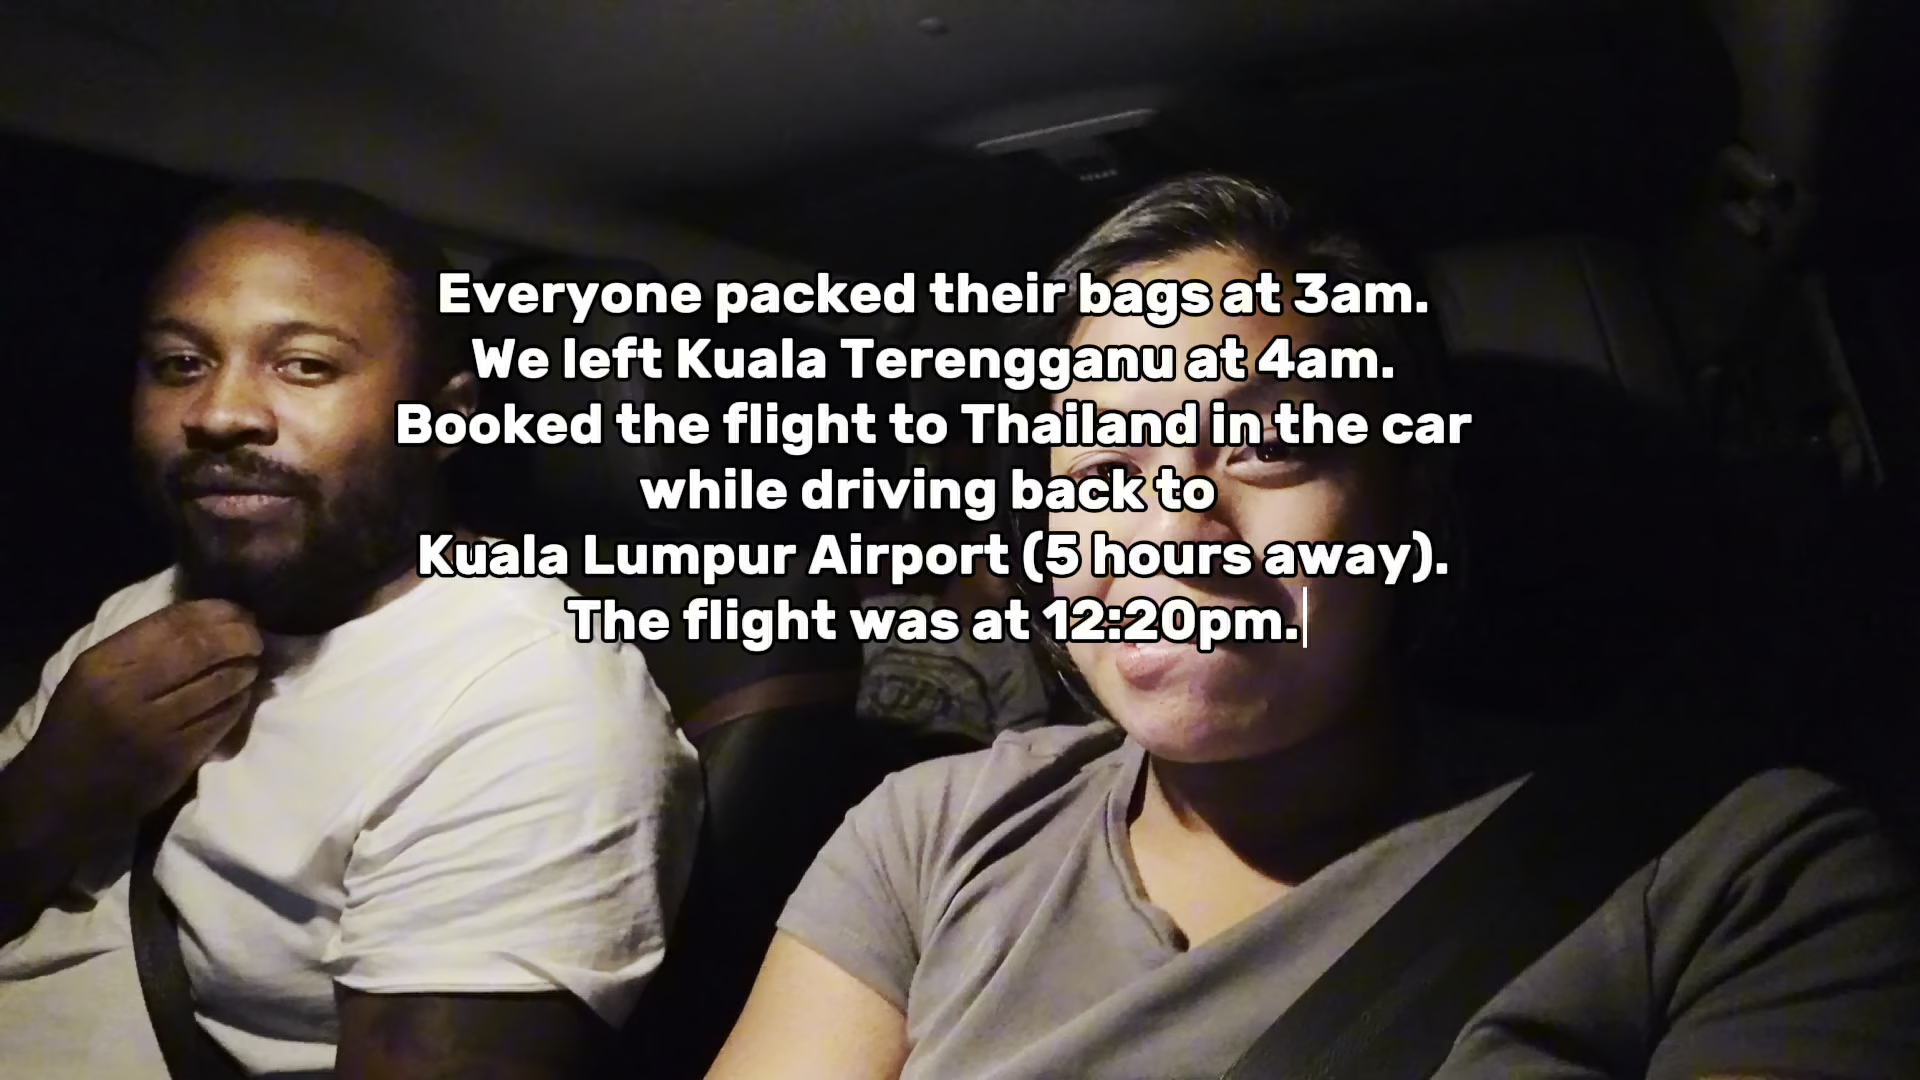 Everyone packed their bags at 3am.
We left Kuala Terengganu at 4am.
Booked the flight to Thailand in the car
while driving back to
Kuala Lumpur Airport (5 hours away).
The flight was at 12:20pm.